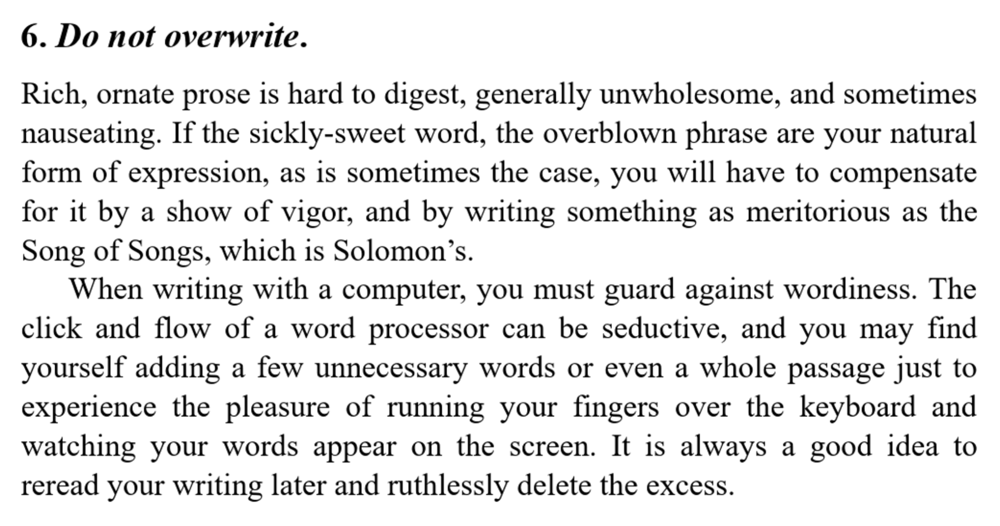 6. Do not overwrite.
Rich, ornate prose is hard to digest, generally unwholesome, and sometimes
nauseating. If the sickly-sweet word, the overblown phrase are your natural
form of expression, as is sometimes the case, you will have to compensate
for it by a show of vigor, and by writing something as meritorious as the
Song of Songs, which is Solomon’s.
When writing with a computer, you must guard against wordiness. The
click and flow of a word processor can be seductive, and you may find
yourself adding a few unnecessary words or even a whole passage just to
experience the pleasure of running your fingers over the keyboard and
watching your words appear on the screen. It is always a good idea to
reread your writing later and ruthlessly delete the excess.